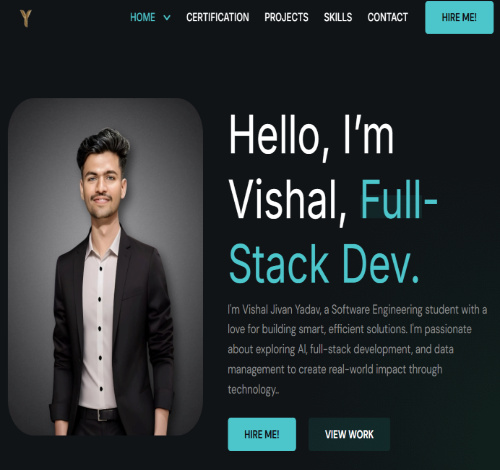 Y
HOME CERTIFICATION PROJECTS SKILLS CONTACT HIRE ME!
Hello, I'm
Vishal, Full-
Stack Dev.
I'm Vishal Jivan Yadav, a Software Engineering student with a
love for building smart, efficient solutions. I'm passionate
about exploring AI, full-stack development, and data
management to create real-world impact through
technology..
HIRE ME! VIEW WORK